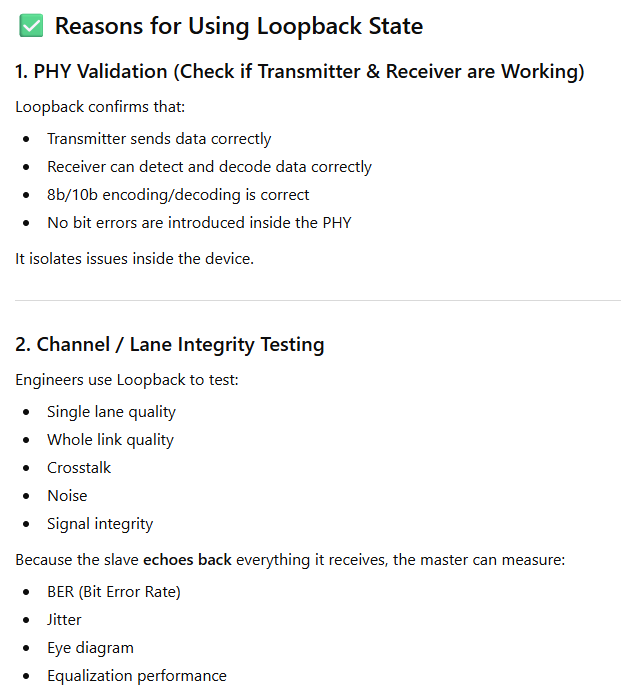 ✅ Reasons for Using Loopback State
1. PHY Validation (Check if Transmitter & Receiver are Working)
Loopback confirms that:
• Transmitter sends data correctly
• Receiver can detect and decode data correctly
• 8b/10b encoding/decoding is correct
• No bit errors are introduced inside the PHY
It isolates issues inside the device.
2. Channel / Lane Integrity Testing
Engineers use Loopback to test:
• Single lane quality
• Whole link quality
• Crosstalk
• Noise
• Signal integrity
Because the slave echoes back everything it receives, the master can measure:
• BER (Bit Error Rate)
• Jitter
• Eye diagram
• Equalization performance